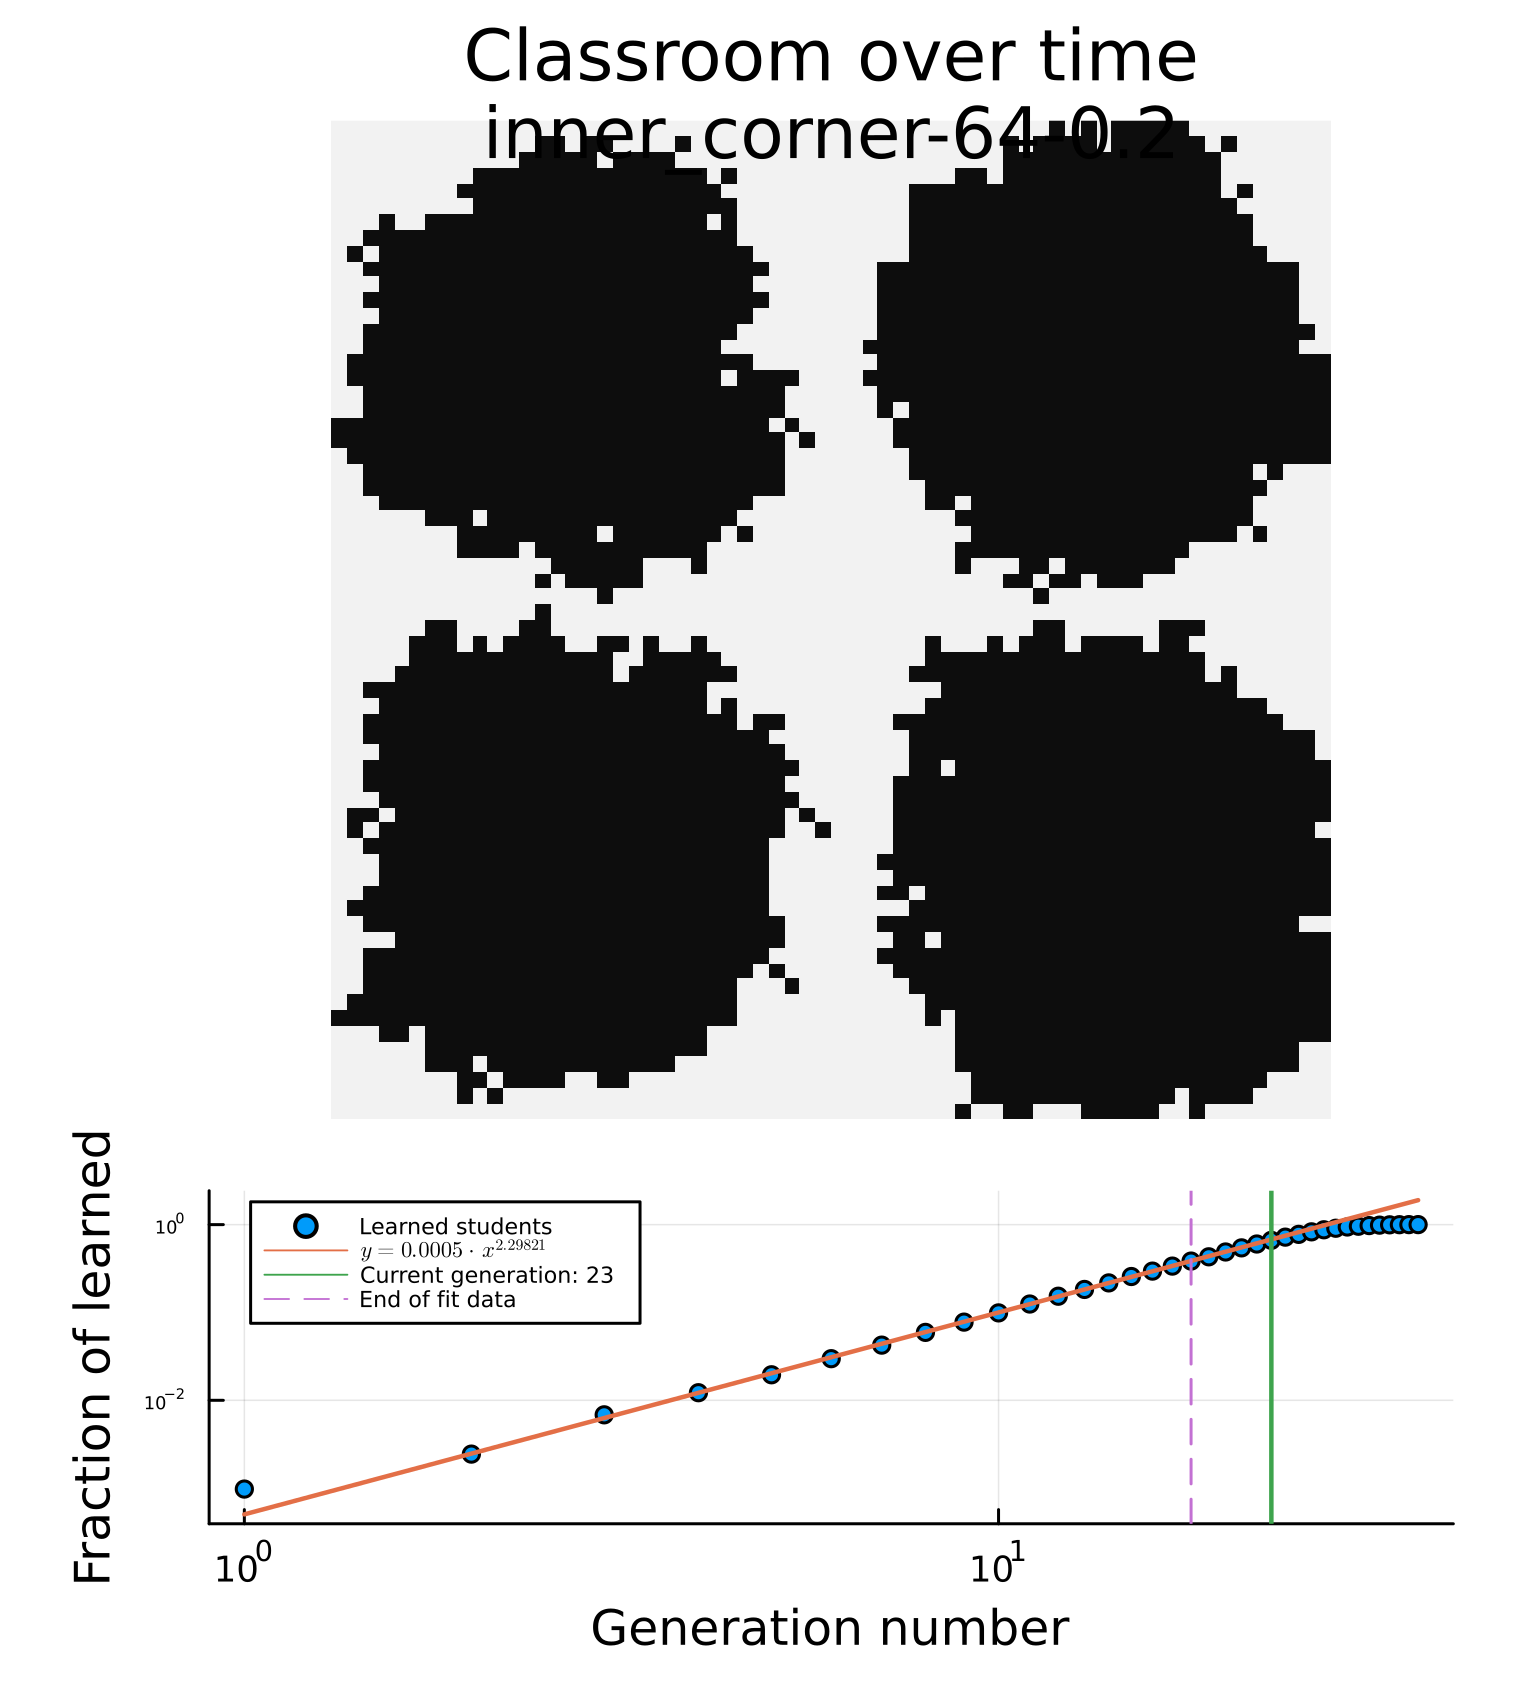 Classroom over time
inner_corner-64-0.2
Fraction of learned
10^0
10^-2
Learned students
y = 0.0005 · x^2.29821
Current generation: 23
End of fit data
10^0
10^1
Generation number